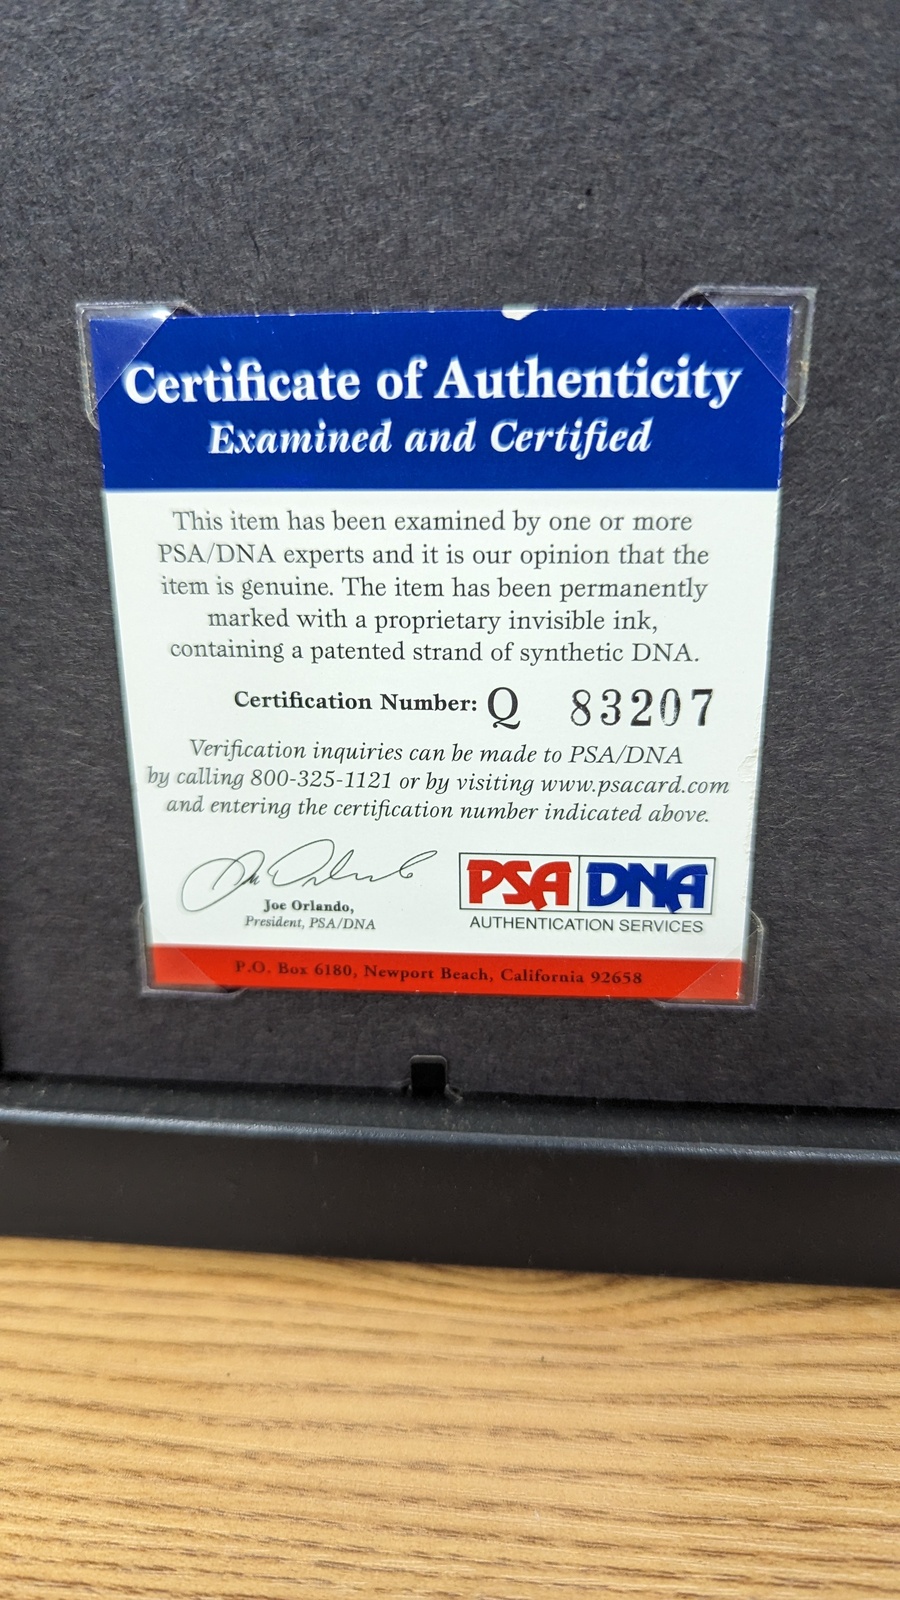 Certificate of Authenticity
Examined and Certified
This item has been examined by one or more
PSA/DNA experts and it is our opinion that the
item is genuine. The item has been permanently
marked with a proprietary invisible ink,
containing a patented strand of synthetic DNA.
Certification Number: Q 83207
Verification inquiries can be made to PSA/DNA
by calling 800-325-1121 or by visiting www.psacard.com
and entering the certification number indicated above.
Joe Orlando,
President, PSA/DNA
PSA DNA
AUTHENTICATION SERVICES
P.O. Box 6180, Newport Beach, California 92658